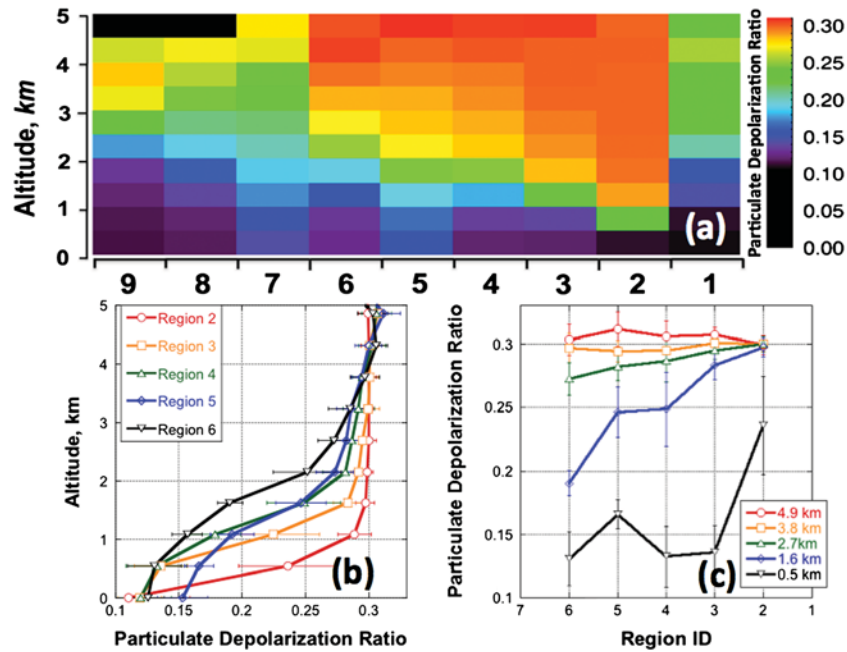 5
4
3
2
1
0
Altitude, km
(a)
0.30
0.25
0.20
0.15
0.10
0.05
0.00
Particulate Depolarization Ratio
9 8 7 6 5 4 3 2 1
5
4
3
2
1
0
Altitude, km
Region 2
Region 3
Region 4
Region 5
Region 6
(b)
0.1 0.15 0.2 0.25 0.3
Particulate Depolarization Ratio
0.3
0.25
0.2
0.15
0.1
Particulate Depolarization Ratio
4.9 km
3.8 km
2.7km
1.6 km
0.5 km
(c)
7 6 5 4 3 2 1
Region ID